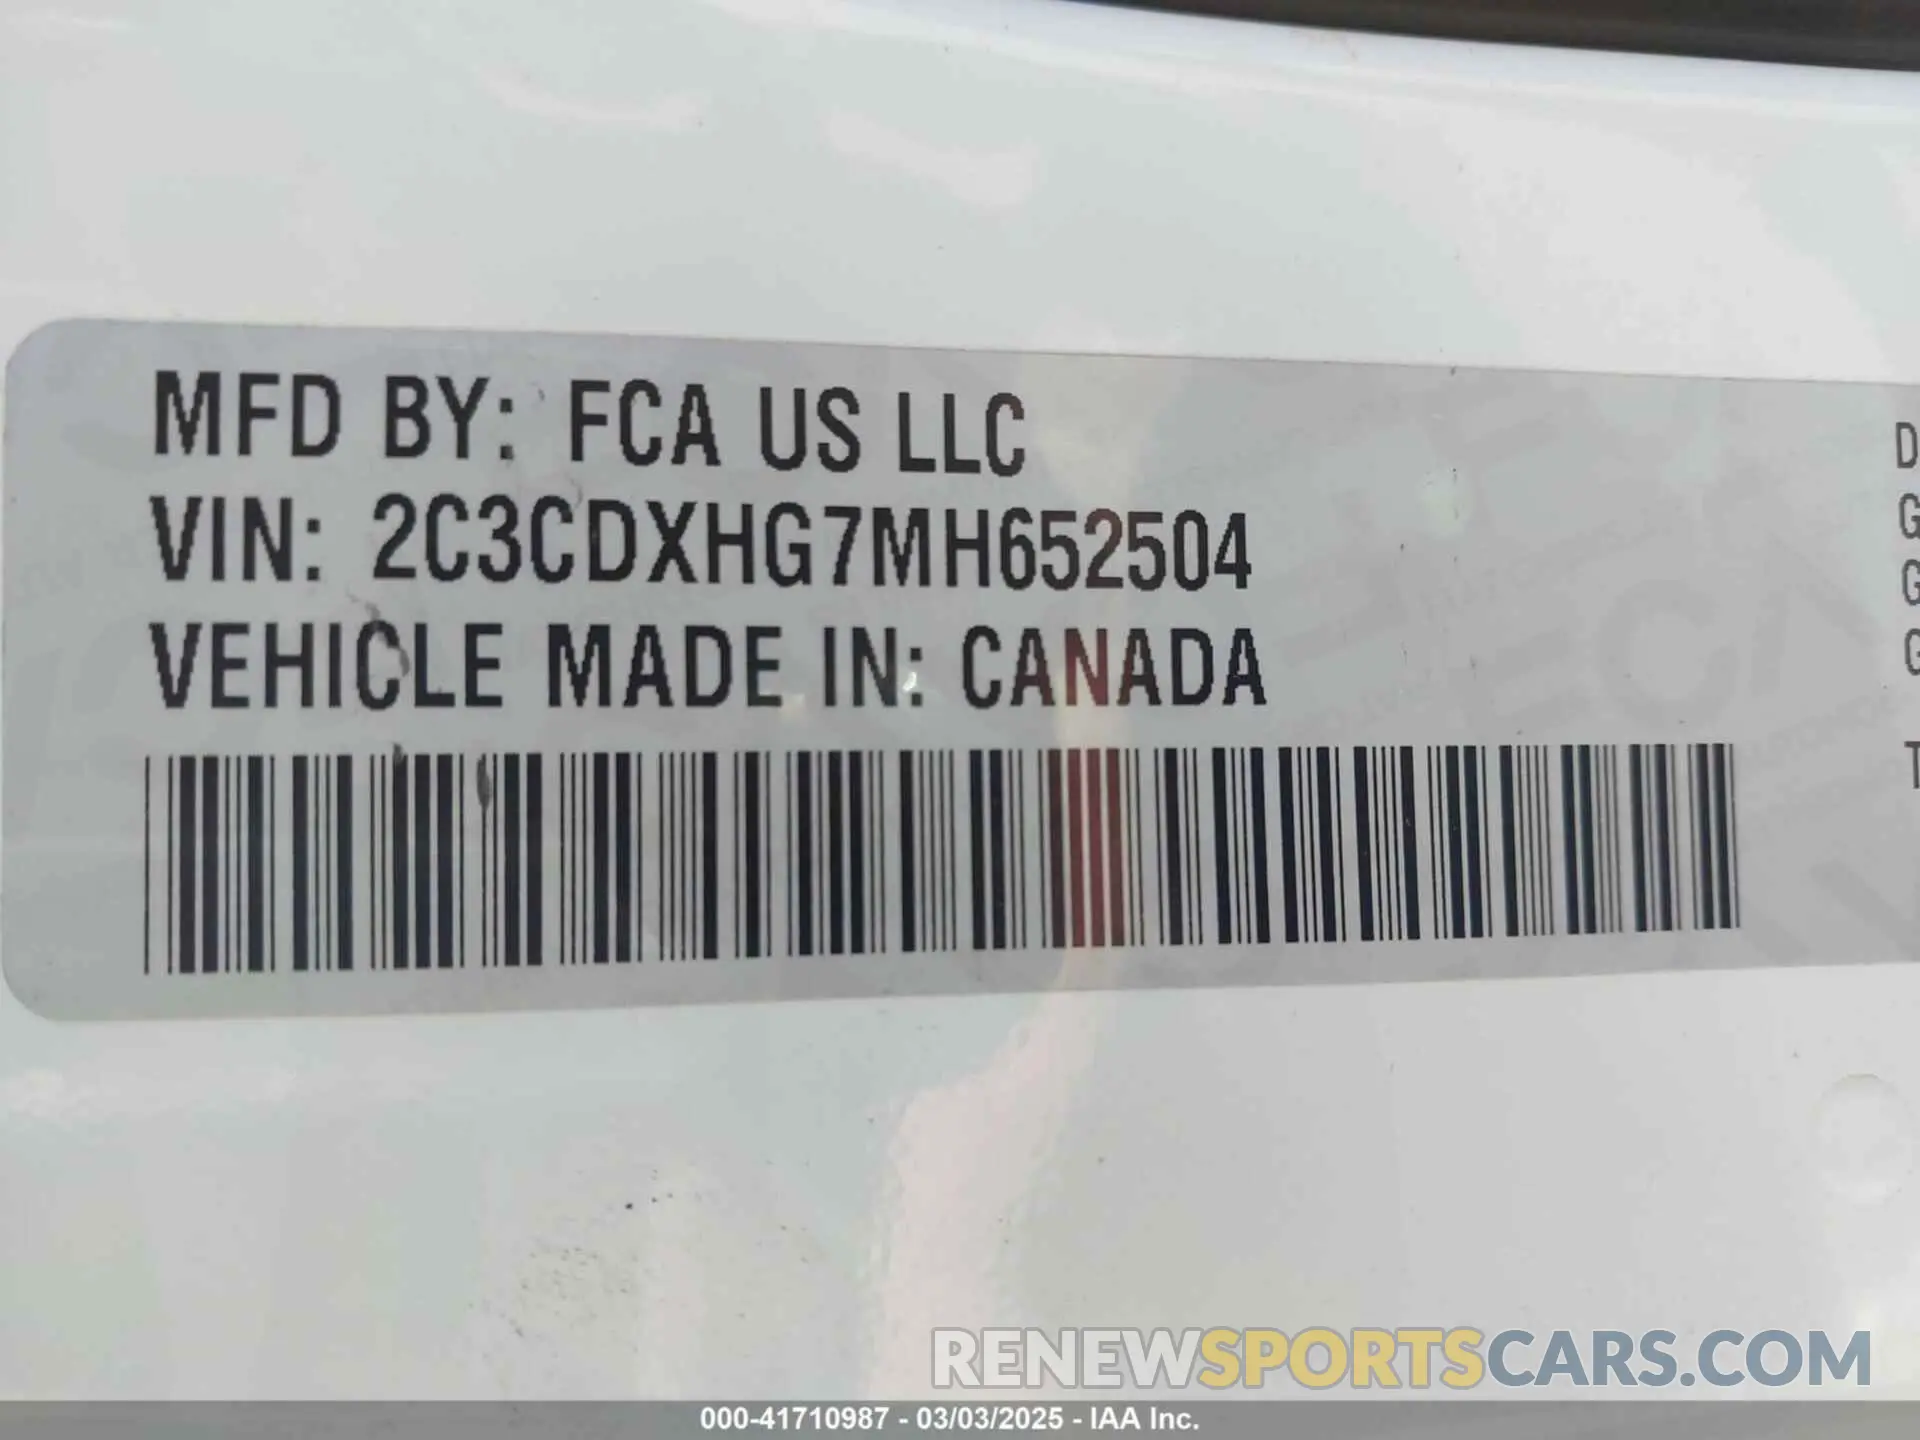 MFD BY: FCA US LLC
VIN: 2C3CDXHG7MH652504
VEHICLE MADE IN: CANADA
D
G
G
G
T
RENEWSPORTSCARS.COM
000-41710987 - 03/03/2025 - IAA Inc.